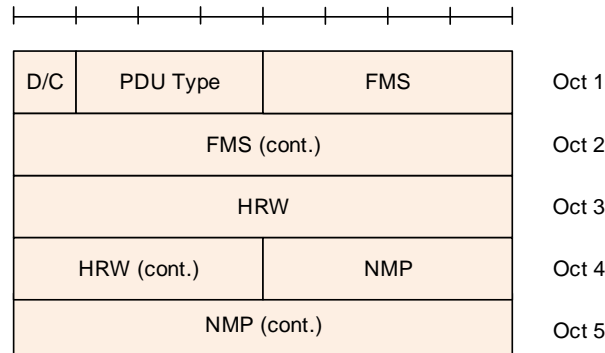 D/C PDU Type FMS Oct 1
FMS (cont.) Oct 2
HRW Oct 3
HRW (cont.) NMP Oct 4
NMP (cont.) Oct 5